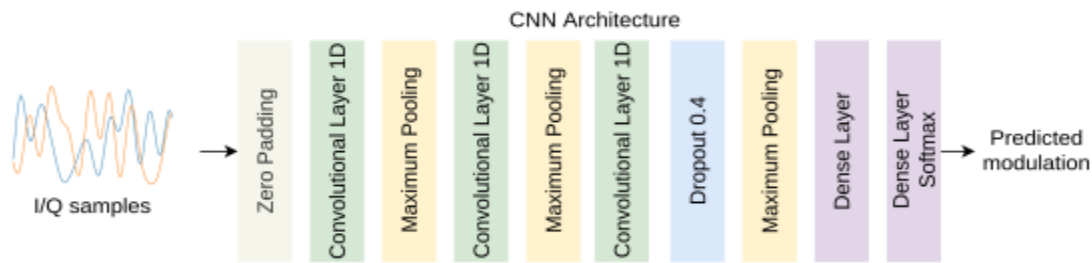 CNN Architecture
I/Q samples
Zero Padding
Convolutional Layer 1D
Maximum Pooling
Convolutional Layer 1D
Maximum Pooling
Convolutional Layer 1D
Dropout 0.4
Maximum Pooling
Dense Layer
Dense Layer
Softmax
Predicted
modulation